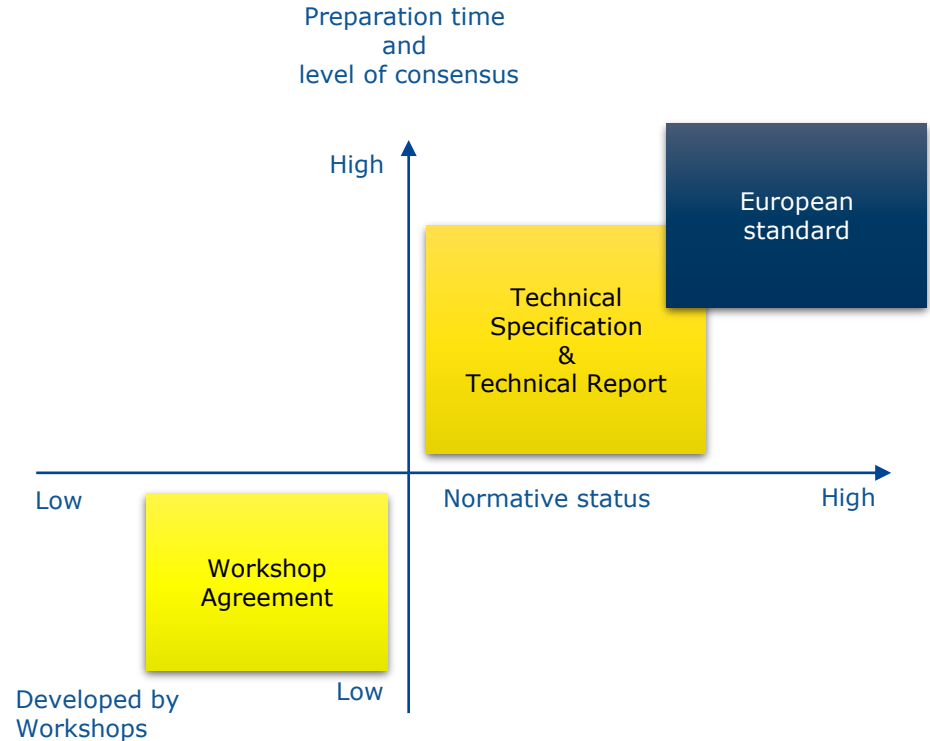 Preparation time
and
level of consensus
High
European
standard
Technical
Specification
&
Technical Report
Low
Normative status
High
Workshop
Agreement
Low
Developed by
Workshops